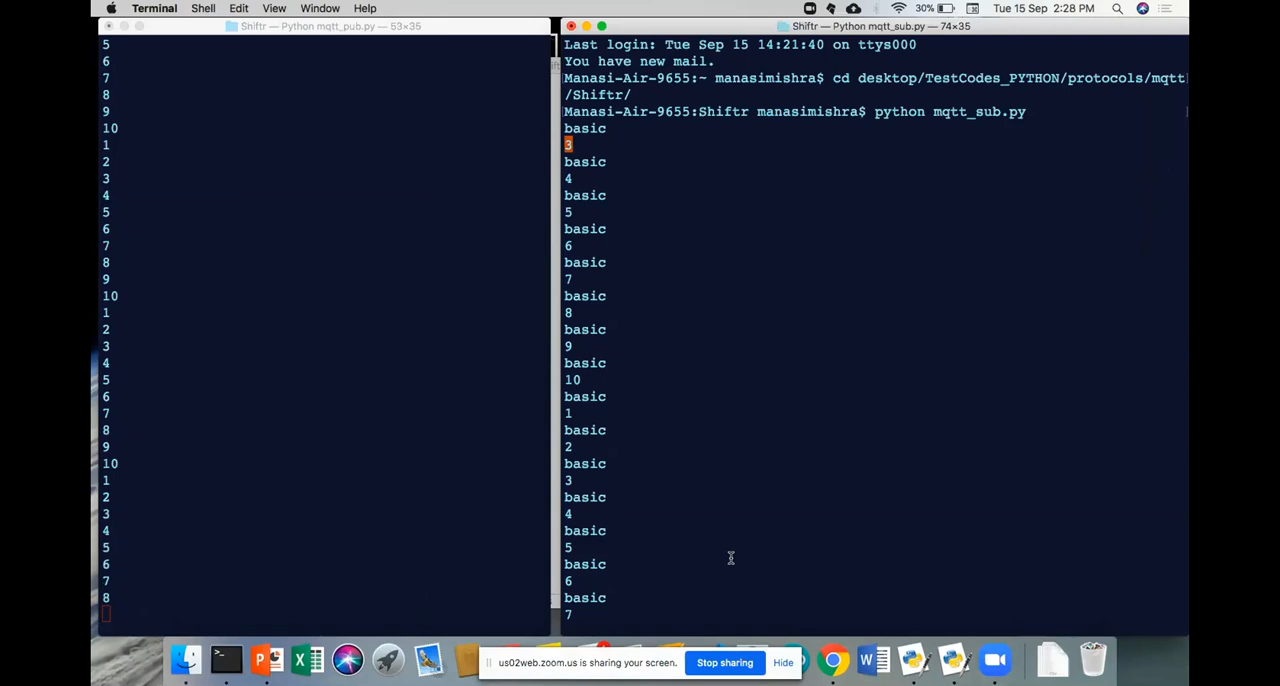 Terminal Shell Edit View Window Help
30% Tue 15 Sep 2:28 PM
Shiftr — Python mqtt_pub.py — 53×35
5
6
7
8
9
10
1
2
3
4
5
6
7
8
9
10
1
2
3
4
5
6
7
8
9
10
1
2
3
4
5
6
7
8
Shiftr — Python mqtt_sub.py — 74×35
Last login: Tue Sep 15 14:21:40 on ttys000
You have new mail.
Manasi-Air-9655:~ manasimishra$ cd desktop/TestCodes_PYTHON/protocols/mqtt
/Shiftr/
Manasi-Air-9655:Shiftr manasimishra$ python mqtt_sub.py
basic
3
basic
4
basic
5
basic
6
basic
7
basic
8
basic
9
basic
10
basic
1
basic
2
basic
3
basic
4
basic
5
basic
6
basic
7
us02web.zoom.us is sharing your screen. Stop sharing Hide